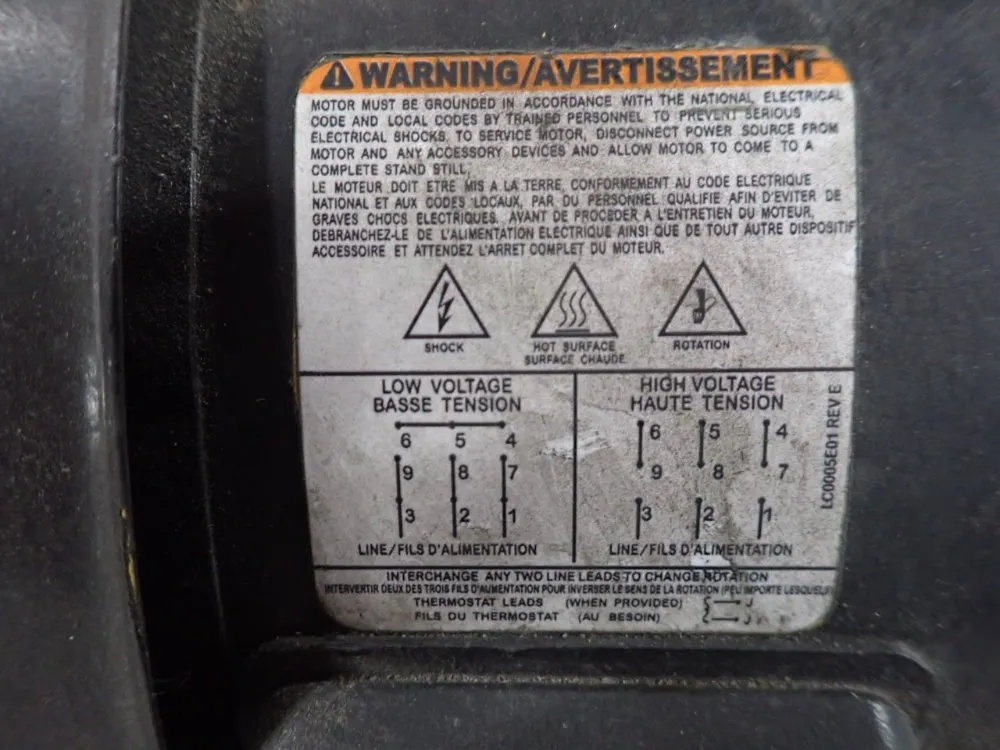 WARNING/AVERTISSEMENT
MOTOR MUST BE GROUNDED IN ACCORDANCE WITH THE NATIONAL ELECTRICAL
CODE AND LOCAL CODES BY TRAINED PERSONNEL TO PREVENT SERIOUS
ELECTRICAL SHOCKS. TO SERVICE MOTOR, DISCONNECT POWER SOURCE FROM
MOTOR AND ANY ACCESSORY DEVICES AND ALLOW MOTOR TO COME TO A
COMPLETE STAND STILL.
LE MOTEUR DOIT ETRE MIS A LA TERRE, CONFORMEMENT AU CODE ELECTRIQUE
NATIONAL ET AUX CODES LOCAUX, PAR DU PERSONNEL QUALIFIE AFIN D'EVITER DE
GRAVES CHOCS ELECTRIQUES. AVANT DE PROCEDER A L'ENTRETIEN DU MOTEUR,
DEBRANCHEZ-LE DE L'ALIMENTATION ELECTRIQUE AINSI QUE DE TOUT AUTRE DISPOSITIF
ACCESSOIRE ET ATTENDEZ L'ARRET COMPLET DU MOTEUR.
SHOCK
HOT SURFACE
SURFACE CHAUDE
ROTATION
LOW VOLTAGE
BASSE TENSION
6 5 4
9 8 7
3 2 1
LINE/FILS D'ALIMENTATION
HIGH VOLTAGE
HAUTE TENSION
6 5 4
9 8 7
3 2 1
LINE/FILS D'ALIMENTATION
LC0005E01 REV E
INTERCHANGE ANY TWO LINE LEADS TO CHANGE ROTATION
INTERVERTIR DEUX DES TROIS FILS D'ALIMENTATION POUR INVERSER LE SENS DE LA ROTATION (PEU IMPORTE LESQUELS)
THERMOSTAT LEADS (WHEN PROVIDED) J
FILS DU THERMOSTAT (AU BESOIN) J